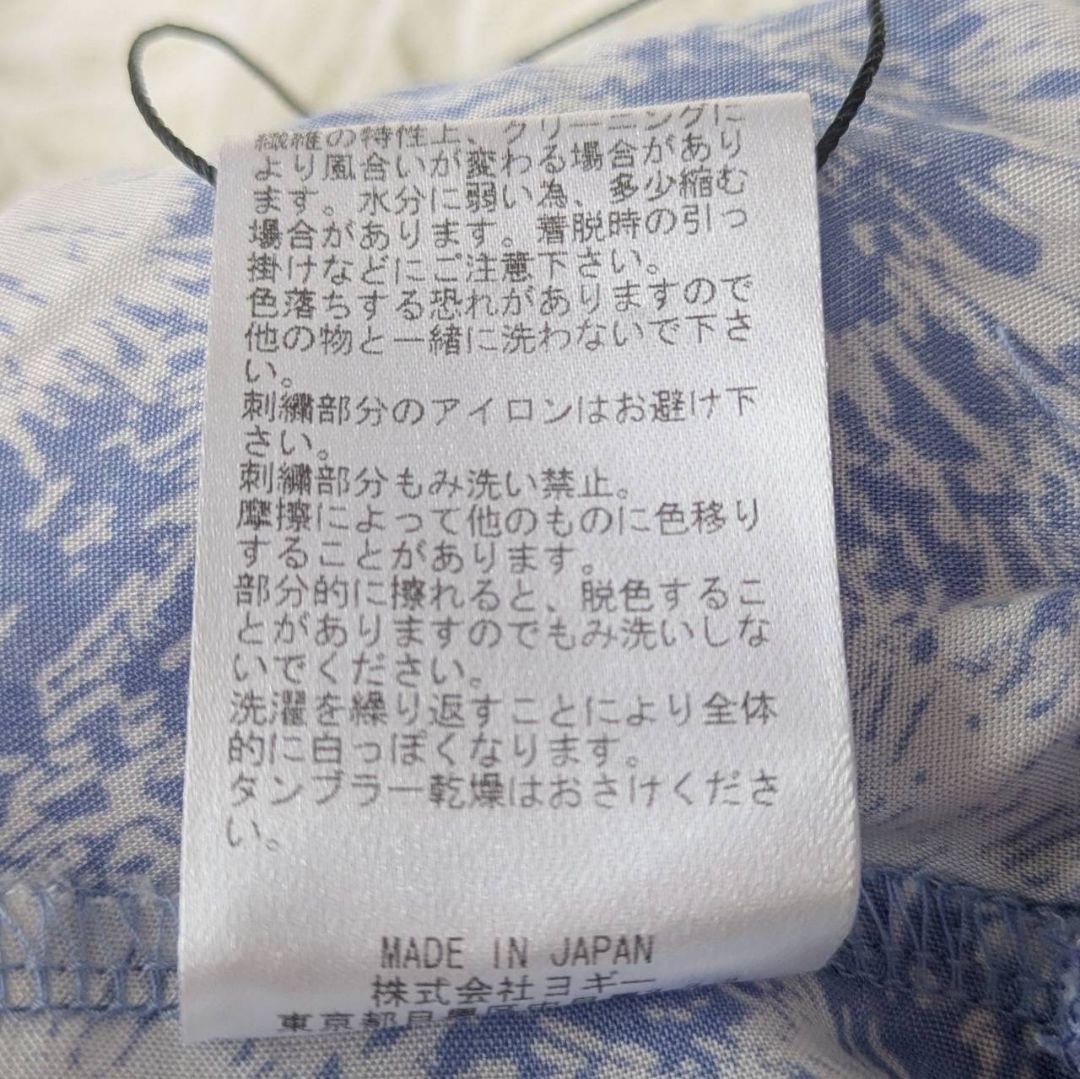 繊維の特性上、クリーニングに
より風合いが変わる場合があり
ます。水分に弱い為、多少縮む
場合があります。着脱時の引っ
掛けなどにご注意下さい。
色落ちする恐れがありますので
他の物と一緒に洗わないで下さ
い。
刺繍部分のアイロンはお避け下
さい。
刺繍部分もみ洗い禁止。
摩擦によって他のものに色移り
することがあります。
部分的に擦れると、脱色するこ
とがありますのでもみ洗いしな
いでください。
洗濯を繰り返すことにより全体
的に白っぽくなります。
タンブラー乾燥はおさけくださ
い。
MADE IN JAPAN
株式会社ヨギー
東京都目黒区